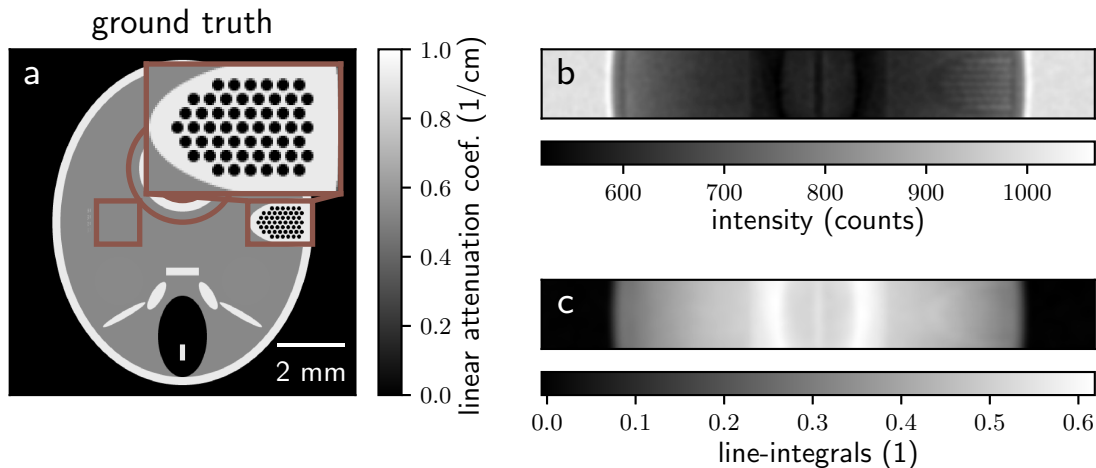 ground truth
a
2 mm
1.0
0.8
0.6
0.4
0.2
0.0
linear attenuation coef. (1/cm)
b
600
700
800
900
1000
intensity (counts)
c
0.0
0.1
0.2
0.3
0.4
0.5
0.6
line-integrals (1)